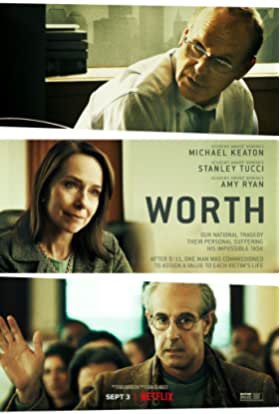 ACADEMY AWARD NOMINEE
MICHAEL KEATON
ACADEMY AWARD NOMINEE
STANLEY TUCCI
ACADEMY AWARD NOMINEE
AMY RYAN
WORTH
OUR NATIONAL TRAGEDY
THEIR PERSONAL SUFFERING
HIS IMPOSSIBLE TASK
AFTER 9/11, ONE MAN WAS COMMISSIONED
TO ASSIGN A VALUE TO EACH VICTIM'S LIFE
SEPT 3 NETFLIX